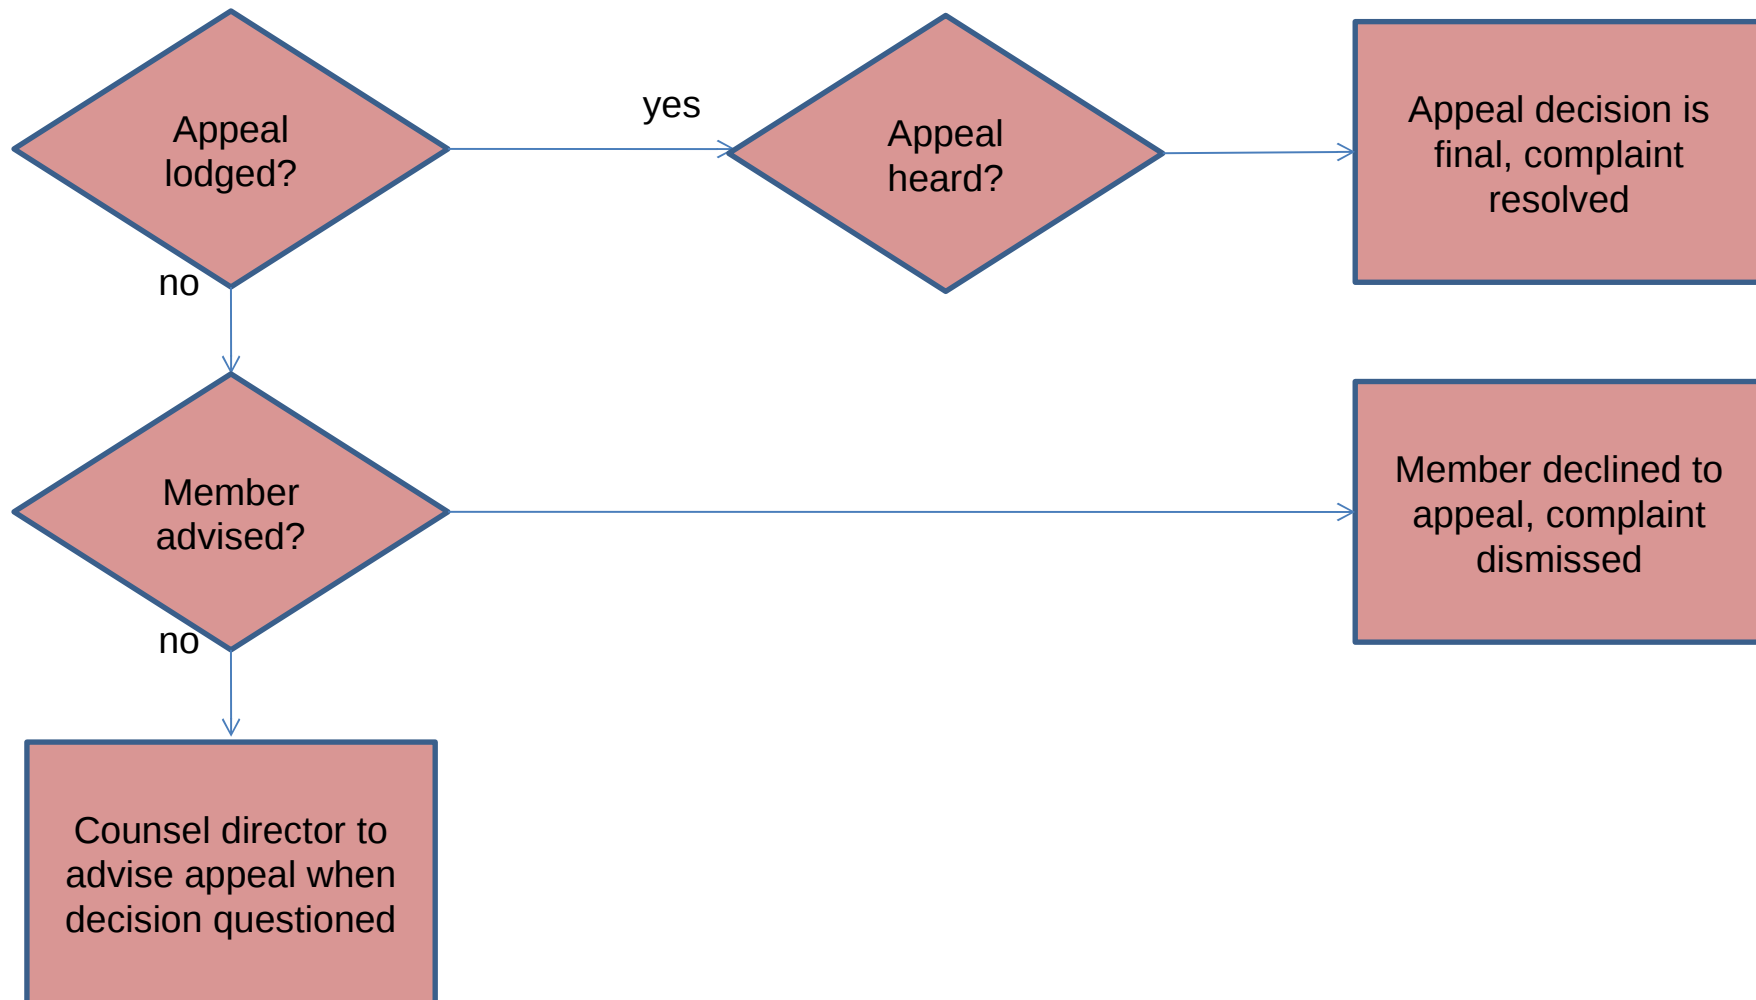 Appeal
lodged?
yes
Appeal
heard?
Appeal decision is
final, complaint
resolved
no
Member
advised?
Member declined to
appeal, complaint
dismissed
no
Counsel director to
advise appeal when
decision questioned